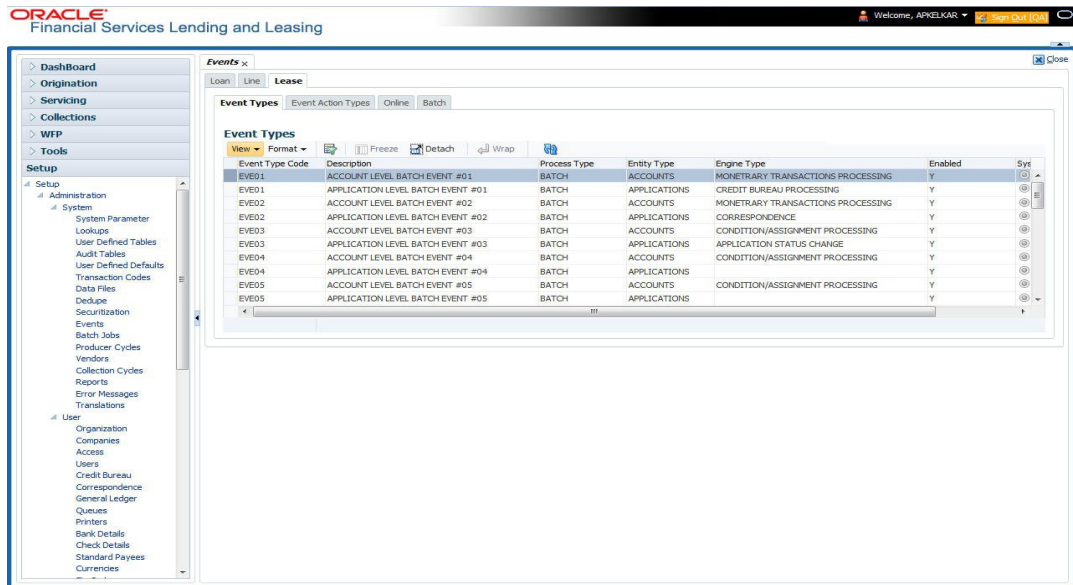 ORACLE
Financial Services Lending and Leasing
Welcome, APKELKAR
Sign Out [QA]
DashBoard
Origination
Servicing
Collections
WFP
Tools
Setup
Setup
Administration
System
System Parameter
Lookups
User Defined Tables
Audit Tables
User Defined Defaults
Transaction Codes
Data Files
Dedupe
Securitization
Events
Batch Jobs
Producer Cycles
Vendors
Collection Cycles
Reports
Error Messages
Translations
User
Organization
Companies
Access
Users
Credit Bureau
Correspondence
General Ledger
Queues
Printers
Bank Details
Check Details
Standard Payees
Currencies
Events
Close
Loan Line Lease
Event Types Event Action Types Online Batch
Event Types
View Format Freeze Detach Wrap
Event Type Code Description Process Type Entity Type Engine Type Enabled Sys
EVE01 ACCOUNT LEVEL BATCH EVENT #01 BATCH ACCOUNTS MONETRARY TRANSACTIONS PROCESSING Y
EVE01 APPLICATION LEVEL BATCH EVENT #01 BATCH APPLICATIONS CREDIT BUREAU PROCESSING Y
EVE02 ACCOUNT LEVEL BATCH EVENT #02 BATCH ACCOUNTS MONETRARY TRANSACTIONS PROCESSING Y
EVE02 APPLICATION LEVEL BATCH EVENT #02 BATCH APPLICATIONS CORRESPONDENCE Y
EVE03 ACCOUNT LEVEL BATCH EVENT #03 BATCH ACCOUNTS CONDITION/ASSIGNMENT PROCESSING Y
EVE03 APPLICATION LEVEL BATCH EVENT #03 BATCH APPLICATIONS APPLICATION STATUS CHANGE Y
EVE04 ACCOUNT LEVEL BATCH EVENT #04 BATCH ACCOUNTS CONDITION/ASSIGNMENT PROCESSING Y
EVE04 APPLICATION LEVEL BATCH EVENT #04 BATCH APPLICATIONS Y
EVE05 ACCOUNT LEVEL BATCH EVENT #05 BATCH ACCOUNTS CONDITION/ASSIGNMENT PROCESSING Y
EVE05 APPLICATION LEVEL BATCH EVENT #05 BATCH APPLICATIONS Y